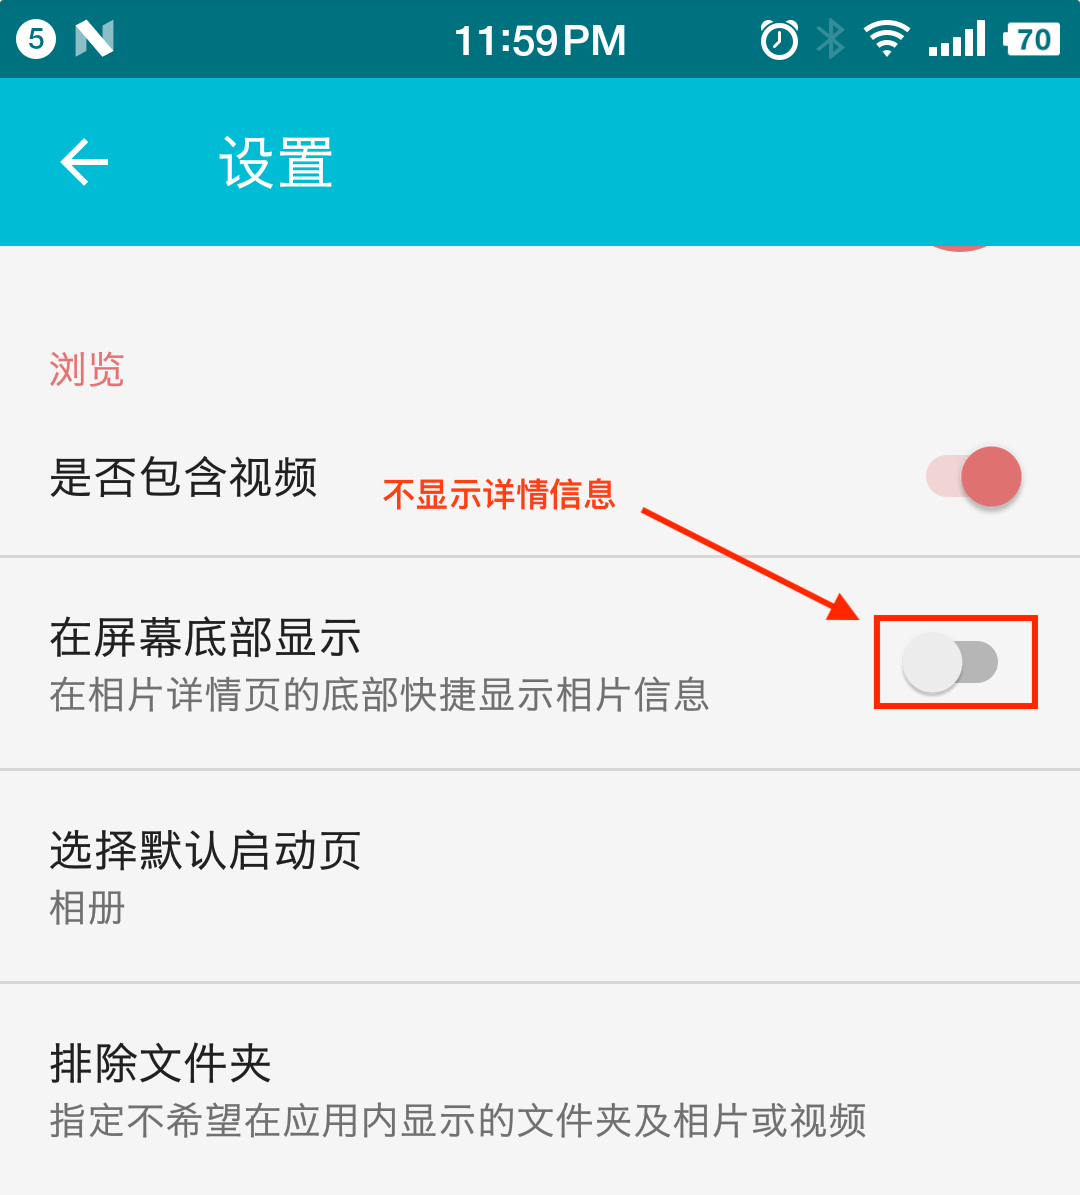 5 11:59PM 70
设置
浏览
是否包含视频
不显示详情信息
在屏幕底部显示
在相片详情页的底部快捷显示相片信息
选择默认启动页
相册
排除文件夹
指定不希望在应用内显示的文件夹及相片或视频